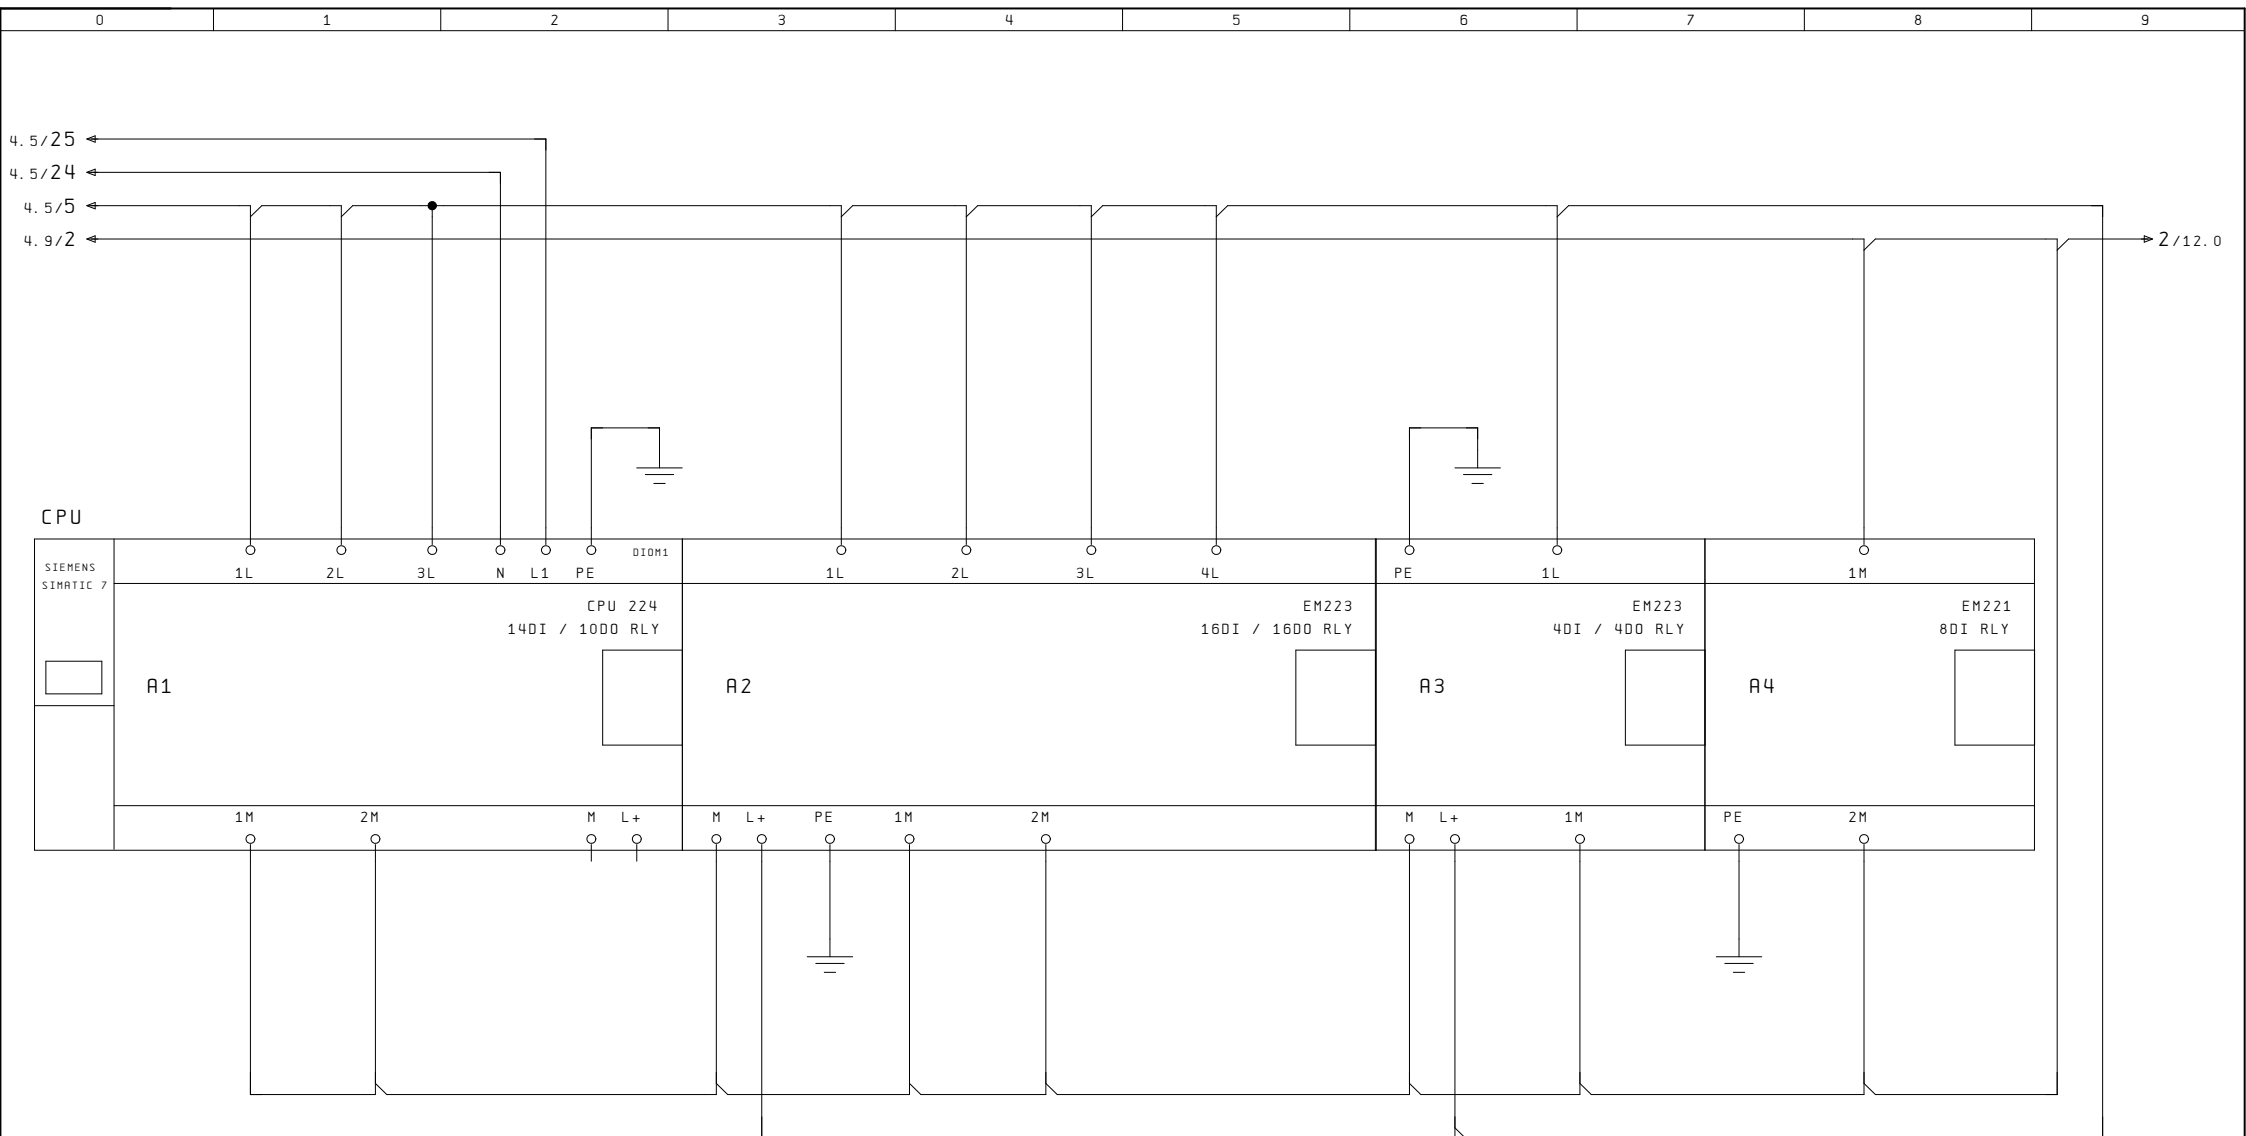 0 1 2 3 4 5 6 7 8 9
4.5/25
4.5/24
4.5/5
4.9/2 2/12.0
CPU
SIEMENS
SIMATIC 7
DIOM1
1L 2L 3L N L1 PE 1L 2L 3L 4L PE 1L 1M
CPU 224 EM223 EM223 EM221
14DI / 10DO RLY 16DI / 16DO RLY 4DI / 4DO RLY 8DI RLY
A1 A2 A3 A4
1M 2M M L+ M L+ PE 1M 2M M L+ 1M PE 2M